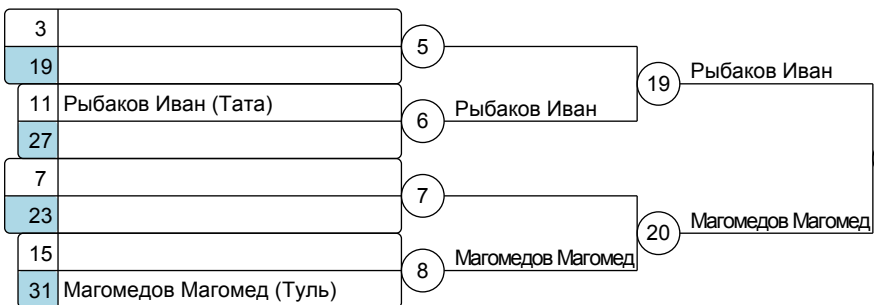 3
5
19
19 Рыбаков Иван
11 Рыбаков Иван (Тата)
6 Рыбаков Иван
27
7
7
23
20 Магомедов Магомед
15
8 Магомедов Магомед
31 Магомедов Магомед (Туль)